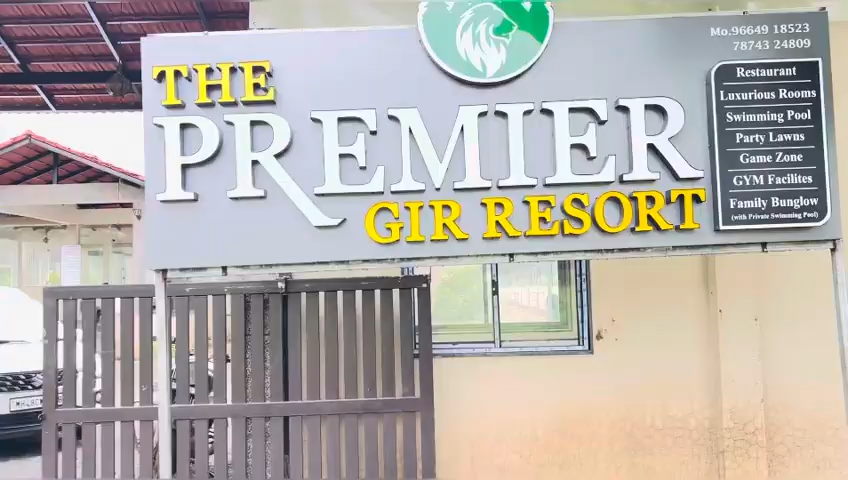 Mo.96649 18523
78743 24809
THE
PREMIER
GIR RESORT
Restaurant
Luxurious Rooms
Swimming Pool
Party Lawns
Game Zone
GYM Facilites
Family Bunglow
(with Private Swimming Pool)